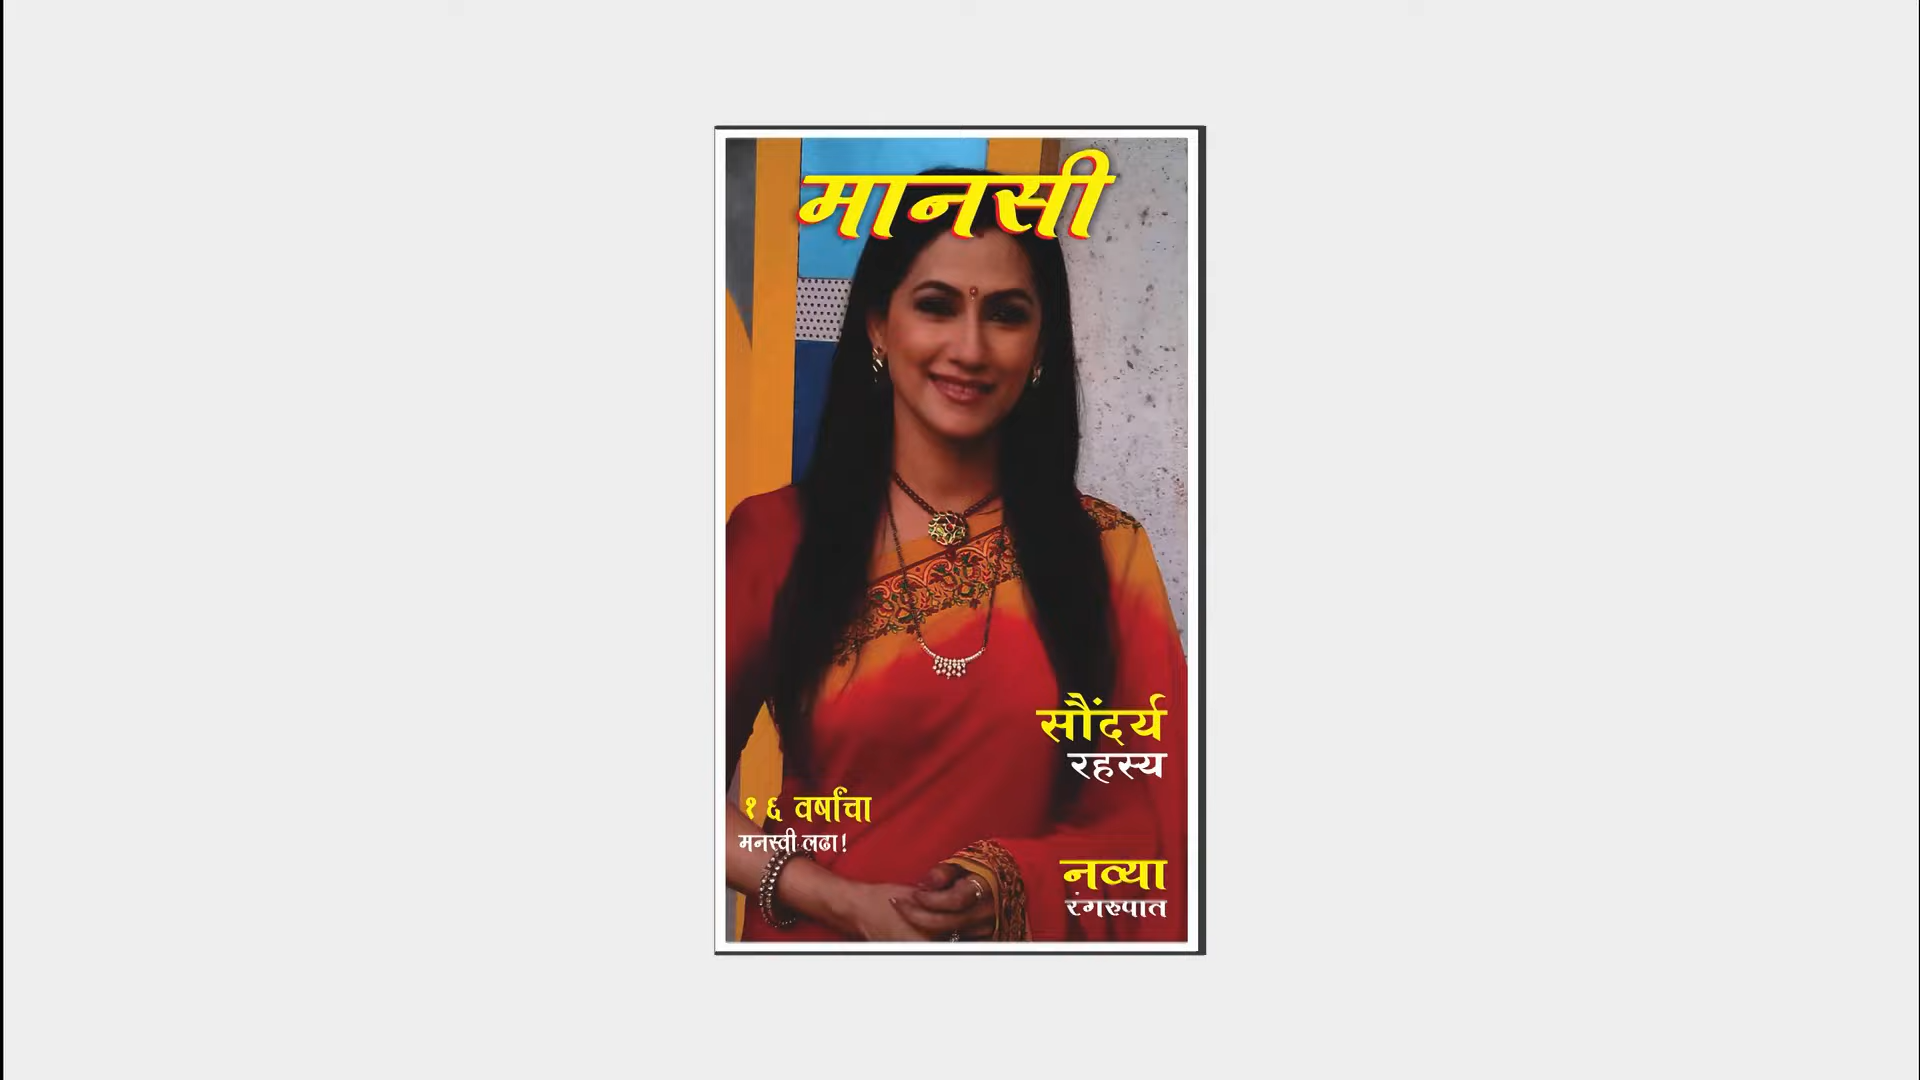 मानसी
सौंदर्य
रहस्य
१६ वर्षांचा
मनस्वी लढा!
नव्या
रंगरुपात